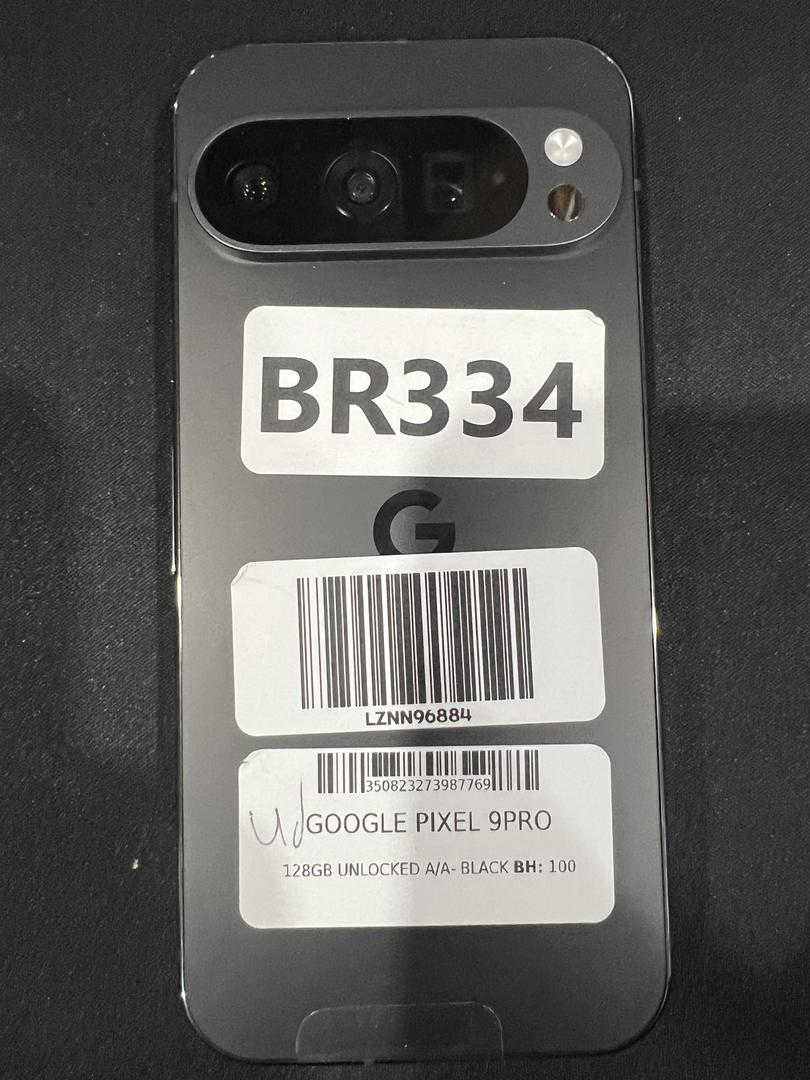 BR334
G
LZNN96884
350823273987769
GOOGLE PIXEL 9PRO
128GB UNLOCKED A/A- BLACK BH: 100